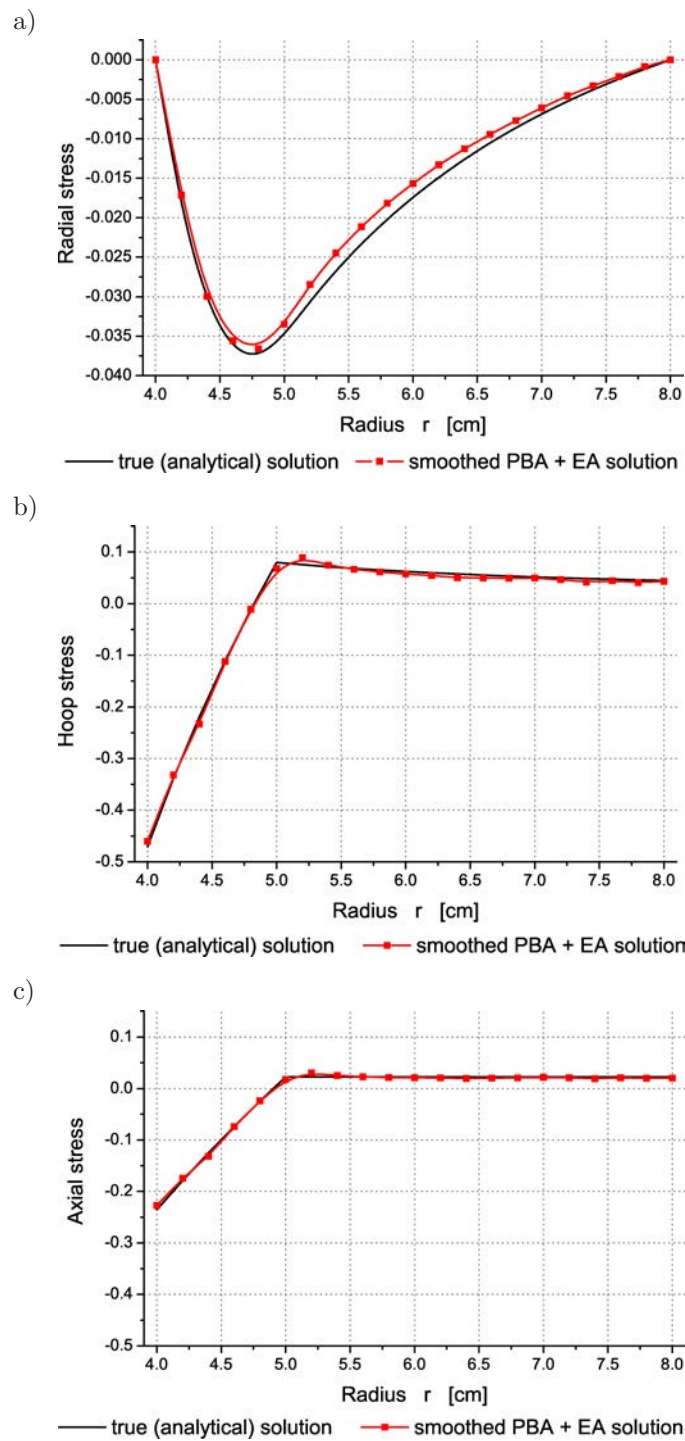 a)
0.000
-0.005
-0.010
-0.015
-0.020
-0.025
-0.030
-0.035
-0.040
Radial stress
4.0 4.5 5.0 5.5 6.0 6.5 7.0 7.5 8.0
Radius r [cm]
true (analytical) solution smoothed PBA + EA solution
b)
0.1
0.0
-0.1
-0.2
-0.3
-0.4
-0.5
Hoop stress
4.0 4.5 5.0 5.5 6.0 6.5 7.0 7.5 8.0
Radius r [cm]
true (analytical) solution smoothed PBA + EA solution
c)
0.1
0.0
-0.1
-0.2
-0.3
-0.4
-0.5
Axial stress
4.0 4.5 5.0 5.5 6.0 6.5 7.0 7.5 8.0
Radius r [cm]
true (analytical) solution smoothed PBA + EA solution